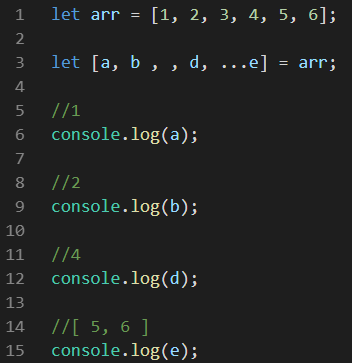 1 let arr = [1, 2, 3, 4, 5, 6];
2
3 let [a, b , , d, ...e] = arr;
4
5 //1
6 console.log(a);
7
8 //2
9 console.log(b);
10
11 //4
12 console.log(d);
13
14 //[ 5, 6 ]
15 console.log(e);